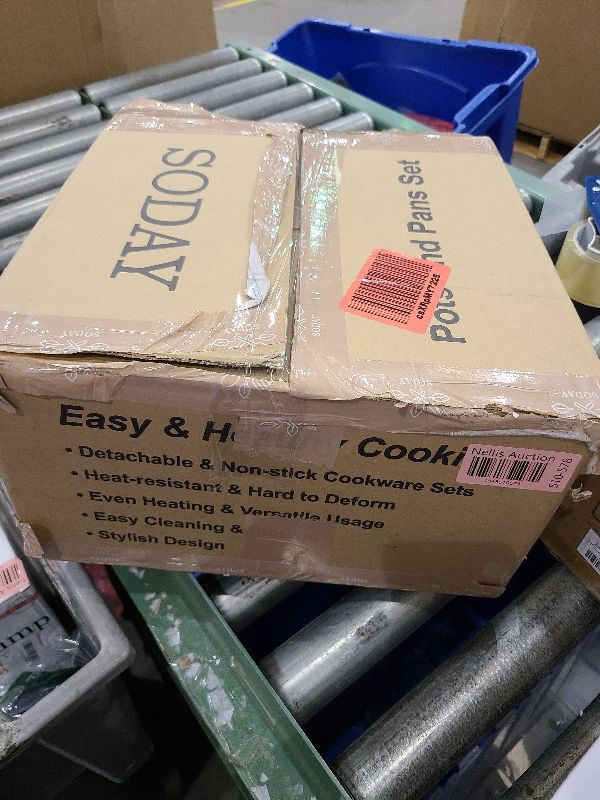 SODAY
Pots and Pans Set
Easy & H Cooki
• Detachable & Non-stick Cookware Sets
• Heat-resistant & Hard to Deform
• Even Heating & Versatile Usage
• Easy Cleaning &
• Stylish Design
Nellis Auction
SODAY